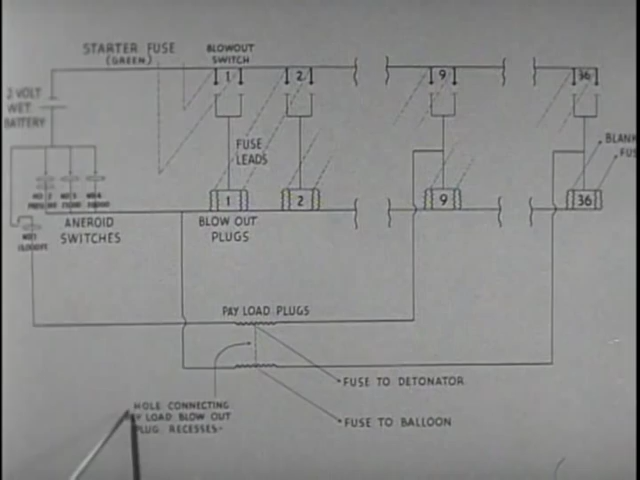 STARTER FUSE
(GREEN)
BLOWOUT
SWITCH
1
2
9
36
2 VOLT
WET
BATTERY
FUSE
LEADS
BLANK
FUS
1
2
9
36
ANEROID
SWITCHES
BLOW OUT
PLUGS
PAY LOAD PLUGS
FUSE TO DETONATOR
HOLE CONNECTING
LOAD BLOW OUT
PLUG RECESSES-
FUSE TO BALLOON